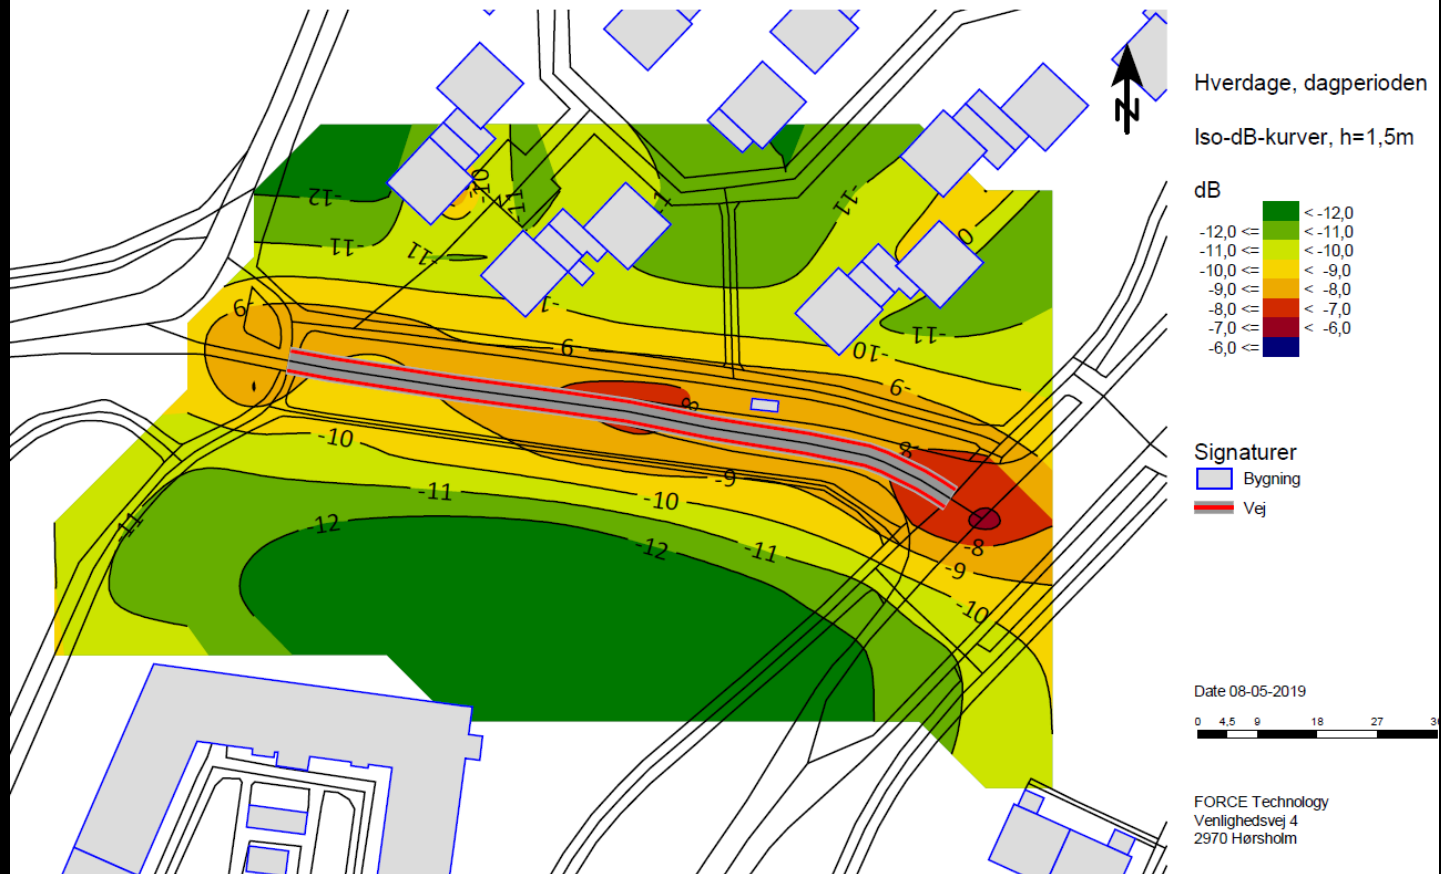 Hverdage, dagperioden
Iso-dB-kurver, h=1,5m
dB
< -12,0
-12,0 <= < -11,0
-11,0 <= < -10,0
-10,0 <= < -9,0
-9,0 <= < -8,0
-8,0 <= < -7,0
-7,0 <= < -6,0
-6,0 <=
Signaturer
Bygning
Vej
Date 08-05-2019
0 4,5 9 18 27
FORCE Technology
Venlighedsvej 4
2970 Hørsholm
N
-12
-10
-11
-11
-11
-11
-11
-10
-9
-9
-9
-8
-8
-10
-9
-11
-10
-11
-12
-12
-11
-8
-9
-10